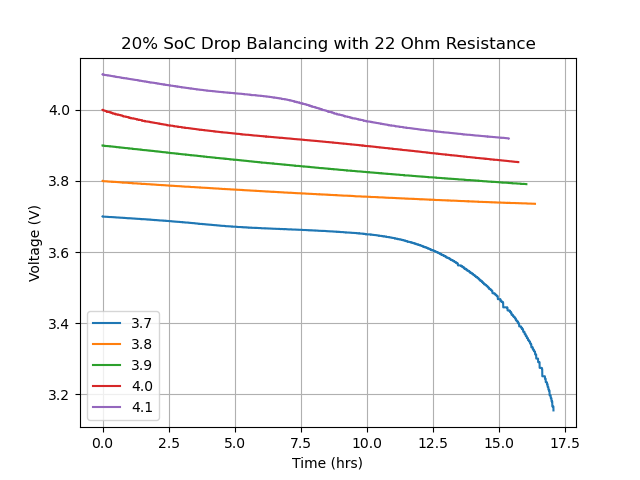 20% SoC Drop Balancing with 22 Ohm Resistance
Voltage (V)
4.0
3.8
3.6
3.4
3.2
3.7
3.8
3.9
4.0
4.1
0.0 2.5 5.0 7.5 10.0 12.5 15.0 17.5
Time (hrs)